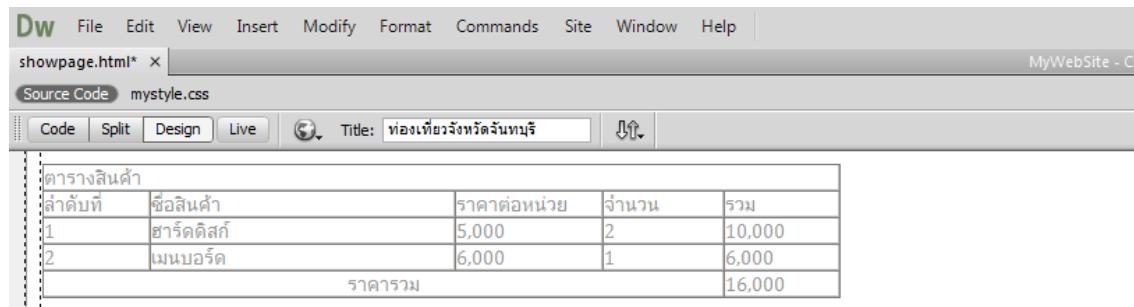 Dw File Edit View Insert Modify Format Commands Site Window Help
showpage.html* × MyWebSite - C
Source Code mystyle.css
Code Split Design Live Title: ท่องเที่ยวจังหวัดจันทบุรี
ตารางสินค้า
ลำดับที่ ชื่อสินค้า ราคาต่อหน่วย จำนวน รวม
1 ฮาร์ดดิสก์ 5,000 2 10,000
2 เมนบอร์ด 6,000 1 6,000
ราคารวม 16,000